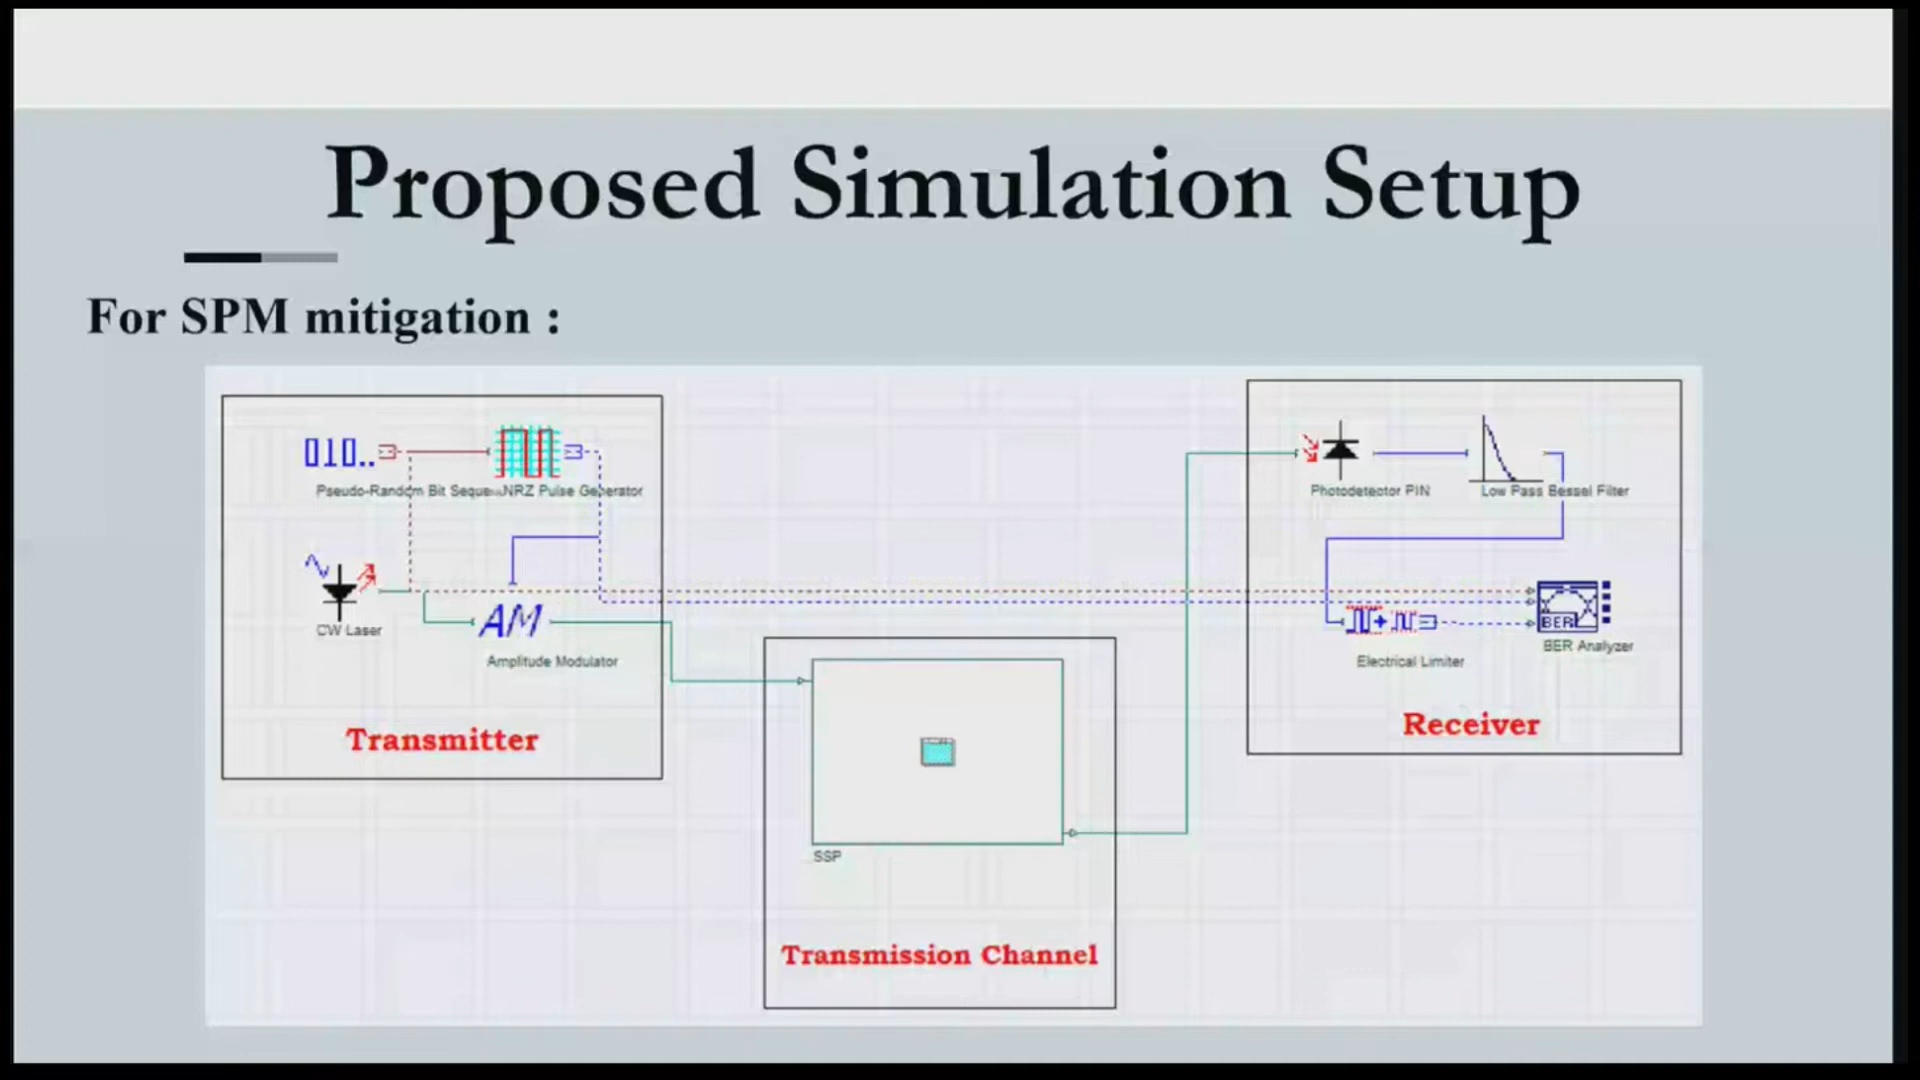 Proposed Simulation Setup
For SPM mitigation :
010..
Pseudo-Random Bit Seque
NRZ Pulse Generator
CW Laser
AM
Amplitude Modulator
Transmitter
SSP
Transmission Channel
Photodetector PIN
Low Pass Bessel Filter
Electrical Limiter
BER
BER Analyzer
Receiver